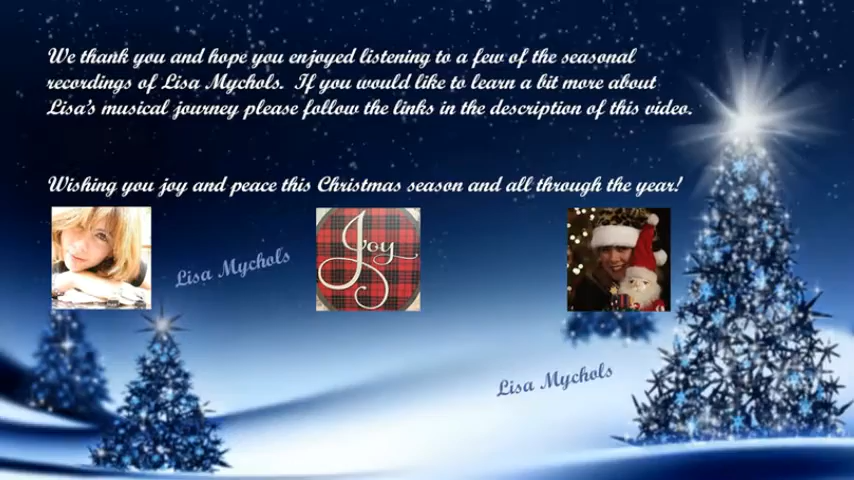 We thank you and hope you enjoyed listening to a few of the seasonal
recordings of Lisa Mychols.  If you would like to learn a bit more about
Lisa's musical journey please follow the links in the description of this video.
Wishing you joy and peace this Christmas season and all through the year!
Lisa Mychols
Joy
Lisa Mychols